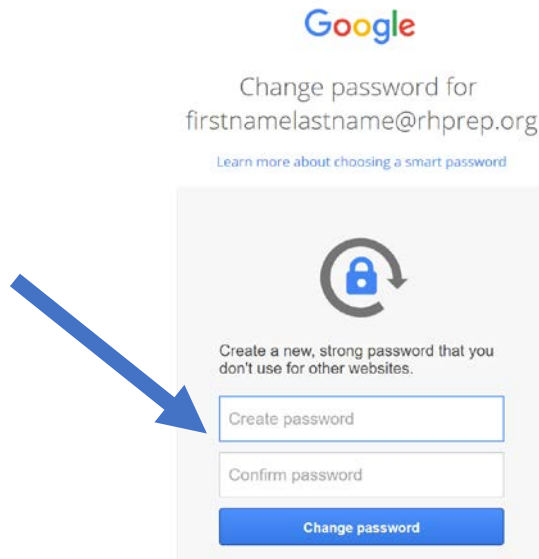 Google
Change password for
firstnamelastname@rhprep.org
Learn more about choosing a smart password
Create a new, strong password that you
don't use for other websites.
Create password
Confirm password
Change password